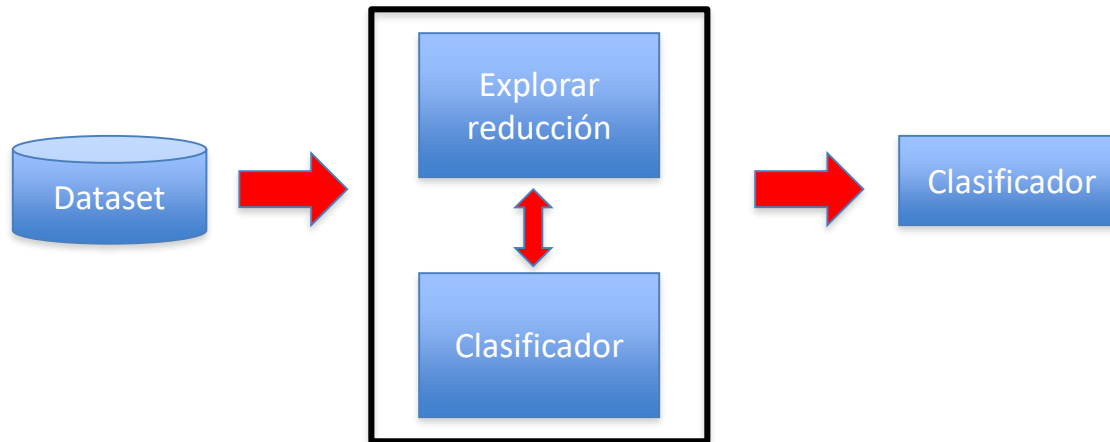 Dataset
Explorar
reducción
Clasificador
Clasificador